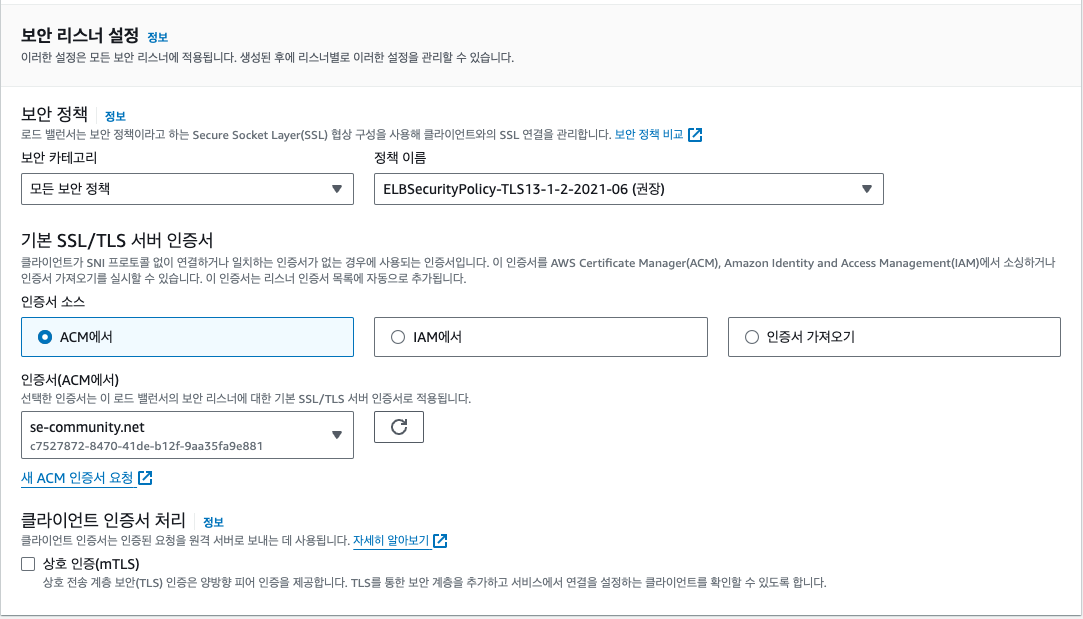 보안 리스너 설정 정보
이러한 설정은 모든 보안 리스너에 적용됩니다. 생성된 후에 리스너별로 이러한 설정을 관리할 수 있습니다.
보안 정책 정보
로드 밸런서는 보안 정책이라고 하는 Secure Socket Layer(SSL) 협상 구성을 사용해 클라이언트와의 SSL 연결을 관리합니다. 보안 정책 비교
보안 카테고리 정책 이름
모든 보안 정책 ELBSecurityPolicy-TLS13-1-2-2021-06 (권장)
기본 SSL/TLS 서버 인증서
클라이언트가 SNI 프로토콜 없이 연결하거나 일치하는 인증서가 없는 경우에 사용되는 인증서입니다. 이 인증서를 AWS Certificate Manager(ACM), Amazon Identity and Access Management(IAM)에서 소싱하거나
인증서 가져오기를 실시할 수 있습니다. 이 인증서는 리스너 인증서 목록에 자동으로 추가됩니다.
인증서 소스
ACM에서 IAM에서 인증서 가져오기
인증서(ACM에서)
선택한 인증서는 이 로드 밸런서의 보안 리스너에 대한 기본 SSL/TLS 서버 인증서로 적용됩니다.
se-community.net
c7527872-8470-41de-b12f-9aa35fa9e881
새 ACM 인증서 요청
클라이언트 인증서 처리 정보
클라이언트 인증서는 인증된 요청을 원격 서버로 보내는 데 사용됩니다. 자세히 알아보기
상호 인증(mTLS)
상호 전송 계층 보안(TLS) 인증은 양방향 피어 인증을 제공합니다. TLS를 통한 보안 계층을 추가하고 서비스에서 연결을 설정하는 클라이언트를 확인할 수 있도록 합니다.